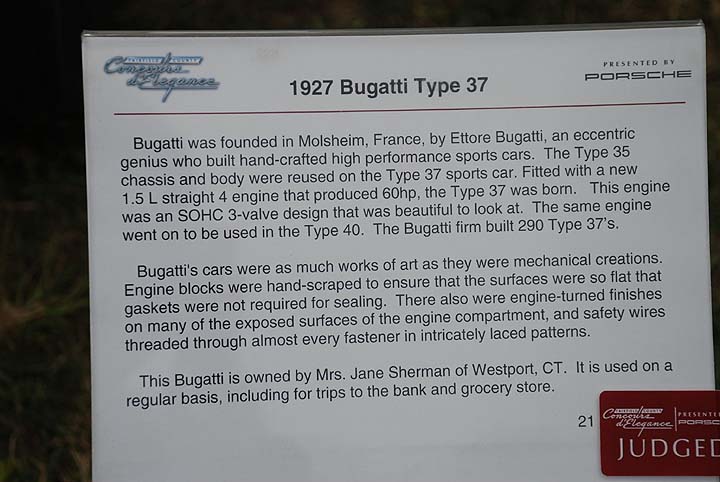 FAIRFIELD COUNTY
Concours
d'Elegance
PRESENTED BY
PORSCHE
1927 Bugatti Type 37
Bugatti was founded in Molsheim, France, by Ettore Bugatti, an eccentric
genius who built hand-crafted high performance sports cars.  The Type 35
chassis and body were reused on the Type 37 sports car. Fitted with a new
1.5 L straight 4 engine that produced 60hp, the Type 37 was born.  This engine
was an SOHC 3-valve design that was beautiful to look at.  The same engine
went on to be used in the Type 40.  The Bugatti firm built 290 Type 37's.
Bugatti's cars were as much works of art as they were mechanical creations.
Engine blocks were hand-scraped to ensure that the surfaces were so flat that
gaskets were not required for sealing.  There also were engine-turned finishes
on many of the exposed surfaces of the engine compartment, and safety wires
threaded through almost every fastener in intricately laced patterns.
This Bugatti is owned by Mrs. Jane Sherman of Westport, CT.  It is used on a
regular basis, including for trips to the bank and grocery store.
21
FAIRFIELD COUNTY
Concours
d'Elegance
PRESENTE
PORSC
JUDGED